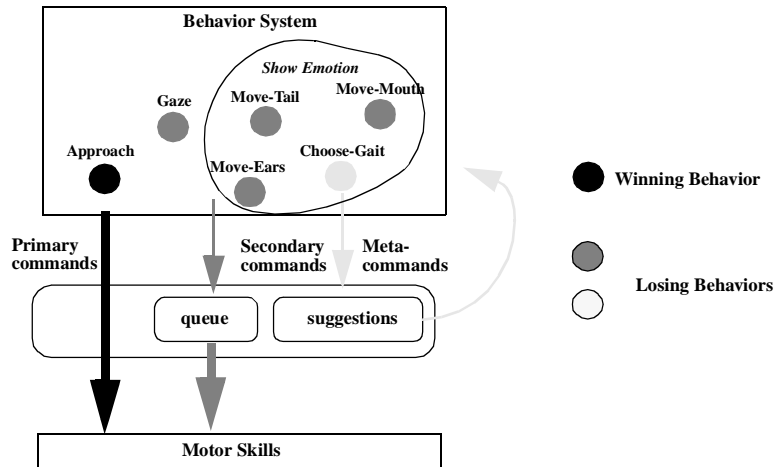 Behavior System
Show Emotion
Gaze
Move-Tail
Move-Mouth
Approach
Move-Ears
Choose-Gait
Winning Behavior
Primary
commands
Secondary
commands
Meta-
commands
Losing Behaviors
queue
suggestions
Motor Skills